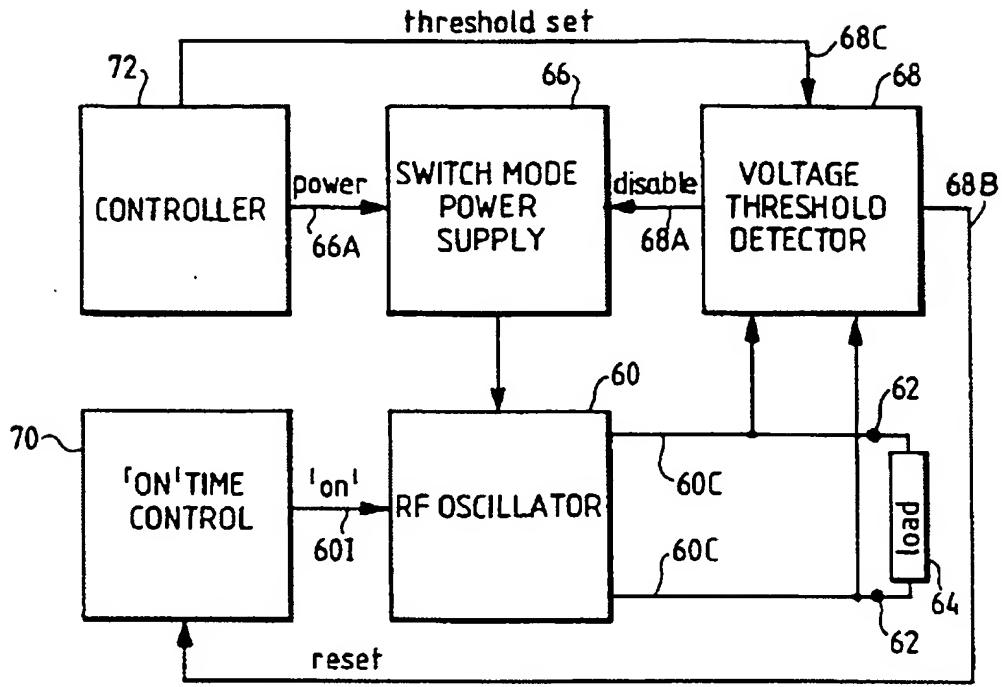 threshold set
68C
72
66
68
CONTROLLER
power
66A
SWITCH MODE
POWER
SUPPLY
disable
68A
VOLTAGE
THRESHOLD
DETECTOR
68B
60
62
70
'ON' TIME
CONTROL
'on'
60I
RF OSCILLATOR
60C
60C
load
64
62
reset